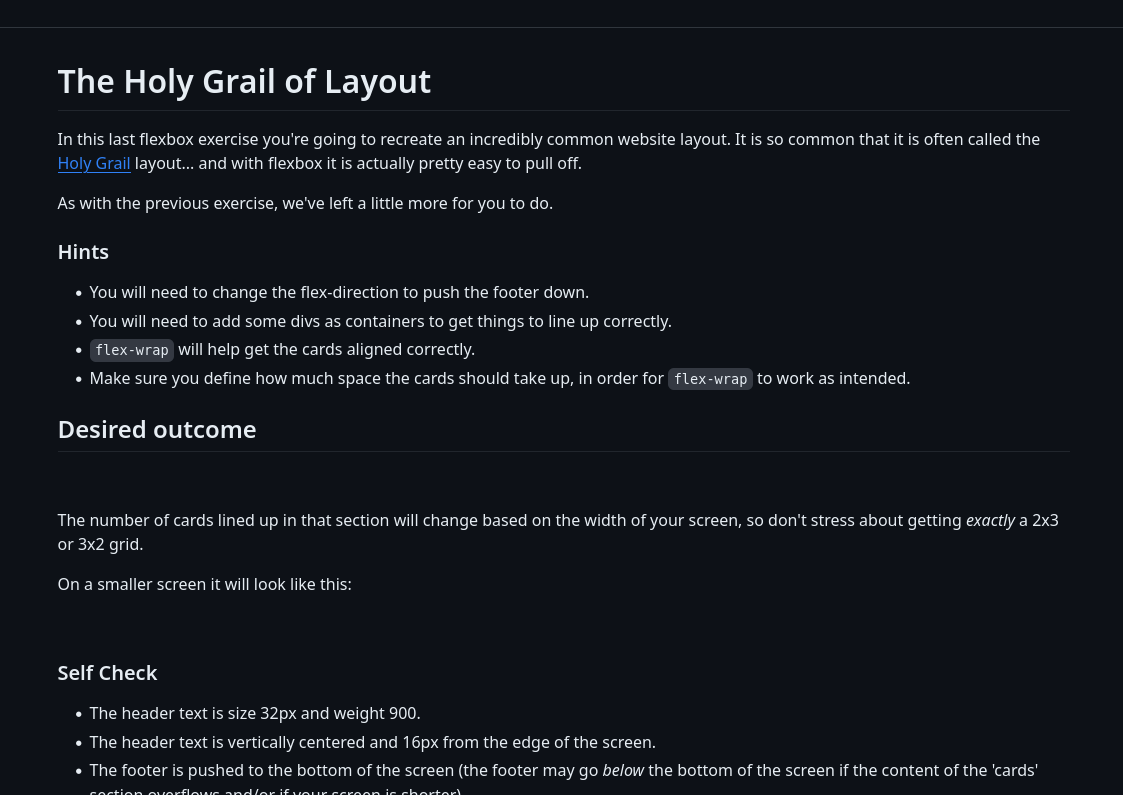 The Holy Grail of Layout
In this last flexbox exercise you're going to recreate an incredibly common website layout. It is so common that it is often called the
Holy Grail layout... and with flexbox it is actually pretty easy to pull off.
As with the previous exercise, we've left a little more for you to do.
Hints
• You will need to change the flex-direction to push the footer down.
• You will need to add some divs as containers to get things to line up correctly.
• flex-wrap will help get the cards aligned correctly.
• Make sure you define how much space the cards should take up, in order for flex-wrap to work as intended.
Desired outcome
The number of cards lined up in that section will change based on the width of your screen, so don't stress about getting exactly a 2x3
or 3x2 grid.
On a smaller screen it will look like this:
Self Check
• The header text is size 32px and weight 900.
• The header text is vertically centered and 16px from the edge of the screen.
• The footer is pushed to the bottom of the screen (the footer may go below the bottom of the screen if the content of the 'cards'
section overflows and/or if your screen is shorter)